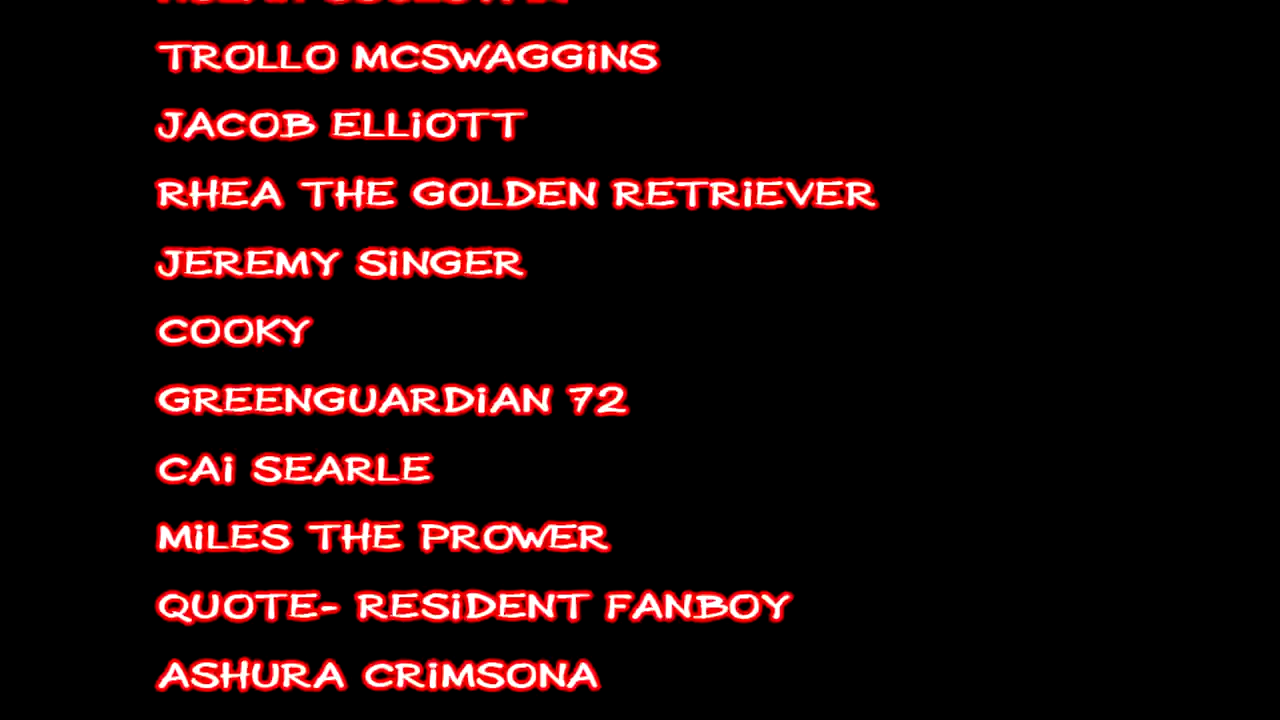 TROLLO MCSWAGGiNS
JACOB ELLiOTT
RHEA THE GOLDEN RETRiEVER
JEREMY SiNGER
COOKY
GREENGUARDiAN 72
CAi SEARLE
MiLES THE PROWER
QUOTE- RESiDENT FANBOY
ASHURA CRiMSONA